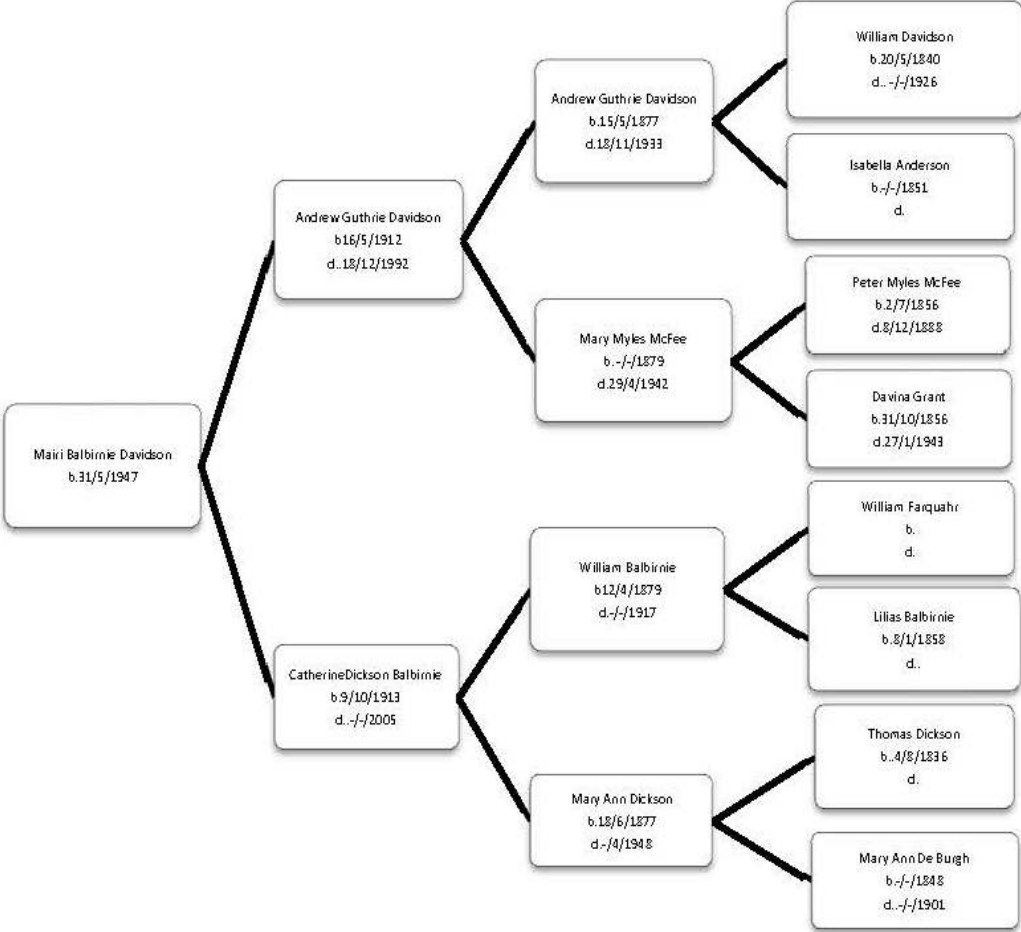 William Davidson
b.20/5/1840
d..-/-/1926
Andrew Guthrie Davidson
b.15/5/1877
d.18/11/1933
Isabella Anderson
b.-/-/1851
d.
Andrew Guthrie Davidson
b16/5/1912
d..18/12/1992
Peter Myles McFee
b.2/7/1856
d.8/12/1888
Mary Myles McFee
b.-/-/1879
d.29/4/1942
Davina Grant
b.31/10/1856
d.27/1/1943
Mairi Balbirnie Davidson
b.31/5/1947
William Farquahr
b.
d.
William Balbirnie
b12/4/1879
d.-/-/1917
Lilias Balbirnie
b.8/1/1858
d..
CatherineDickson Balbirnie
b.9/10/1913
d..-/-/2005
Thomas Dickson
b..4/8/1836
d.
Mary Ann Dickson
b.18/6/1877
d.-/4/1948
Mary Ann De Burgh
b.-/-/1848
d..-/-/1901